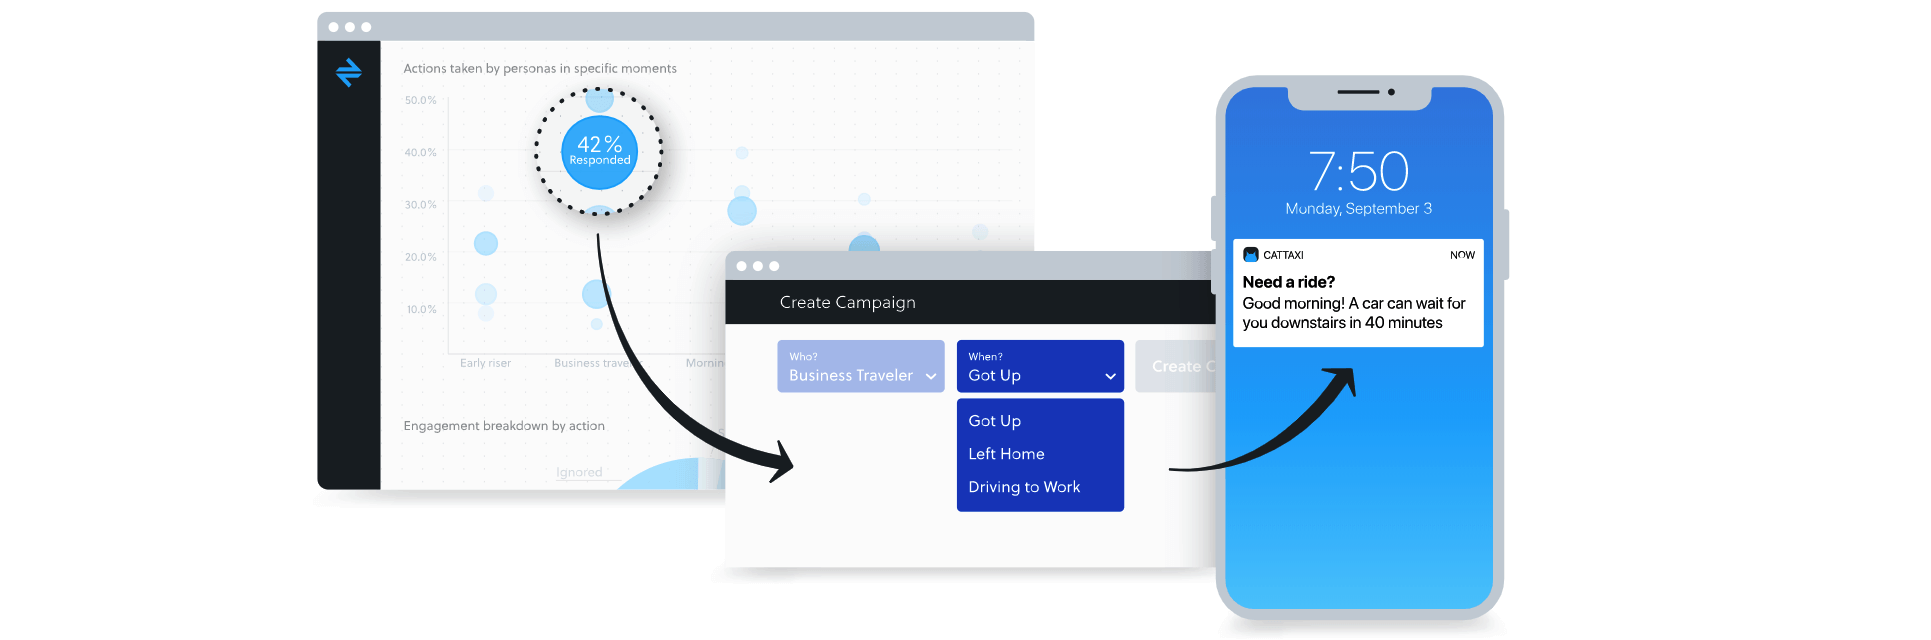 Actions taken by personas in specific moments
50.0%
40.0%
30.0%
20.0%
10.0%
42%
Responded
Early riser
Business
Engagement breakdown by action
Ignored
Create Campaign
Who?
Business Traveler
When?
Got Up
Create
Got Up
Left Home
Driving to Work
7:50
Monday, September 3
CATTAXI NOW
Need a ride?
Good morning! A car can wait for
you downstairs in 40 minutes